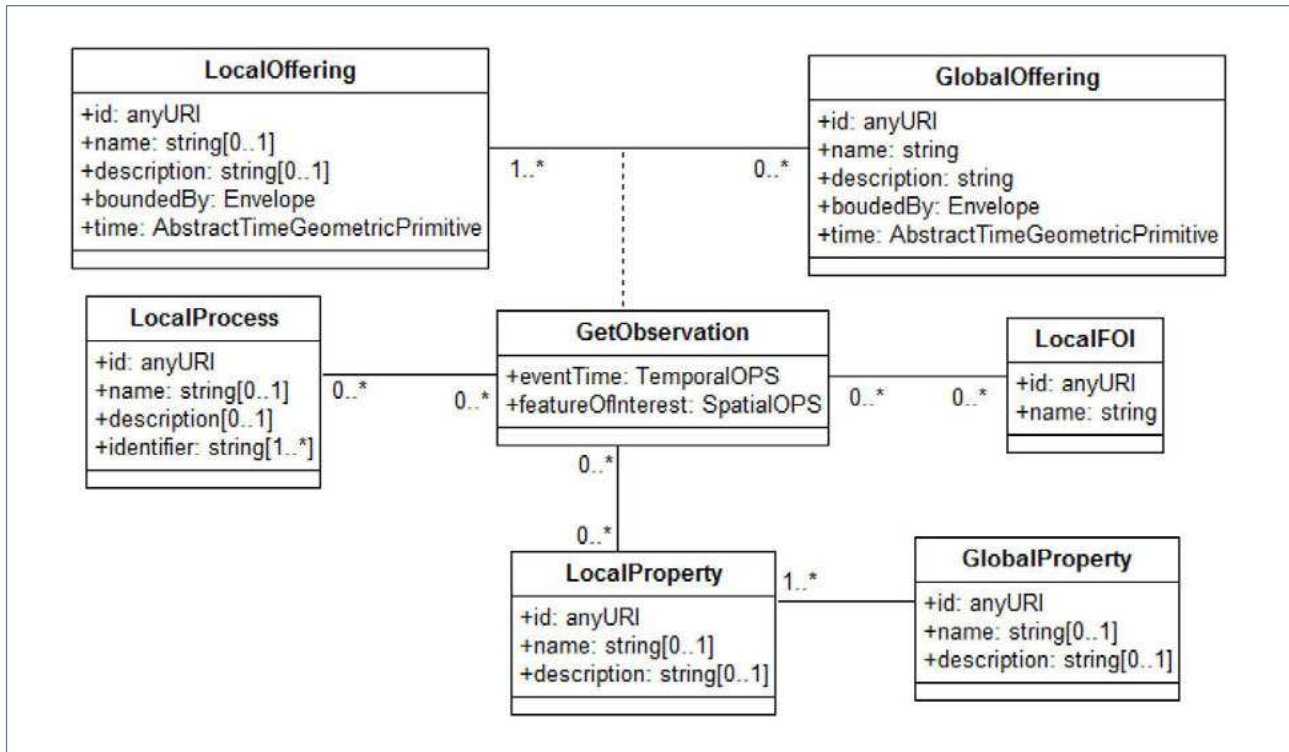 LocalOffering
+id: anyURI
+name: string[0..1]
+description: string[0..1]
+boundedBy: Envelope
+time: AbstractTimeGeometricPrimitive
GlobalOffering
+id: anyURI
+name: string
+description: string
+boudedBy: Envelope
+time: AbstractTimeGeometricPrimitive
1..*
0..*
LocalProcess
+id: anyURI
+name: string[0..1]
+description[0..1]
+identifier: string[1..*]
0..*
0..*
GetObservation
+eventTime: TemporalOPS
+featureOfInterest: SpatialOPS
0..*
0..*
LocalFOI
+id: anyURI
+name: string
0..*
0..*
LocalProperty
+id: anyURI
+name: string[0..1]
+description: string[0..1]
1..*
GlobalProperty
+id: anyURI
+name: string[0..1]
+description: string[0..1]